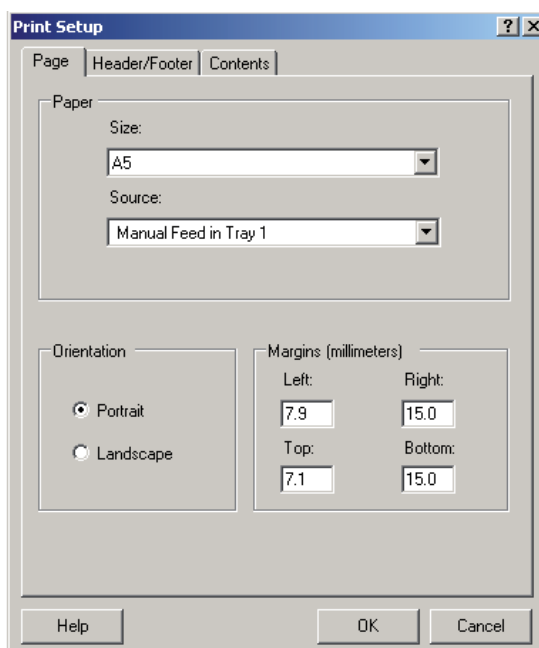 Print Setup
Page Header/Footer Contents
Paper
Size:
A5
Source:
Manual Feed in Tray 1
Orientation
Portrait
Landscape
Margins (millimeters)
Left: Right:
7.9 15.0
Top: Bottom:
7.1 15.0
Help OK Cancel